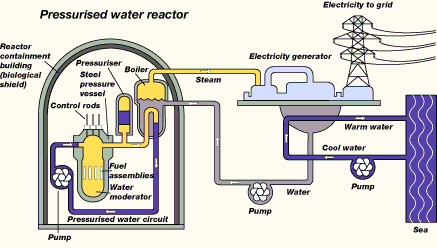 Pressurised water reactor
Electricity to grid
Reactor
containment
building
(biological
shield)
Pressuriser
Steel
pressure
vessel
Boiler
Steam
Electricity generator
Control rods
Warm water
Cool water
Fuel
assemblies
Water
moderator
Water
Pump
Pump
Pressurised water circuit
Pump
Sea